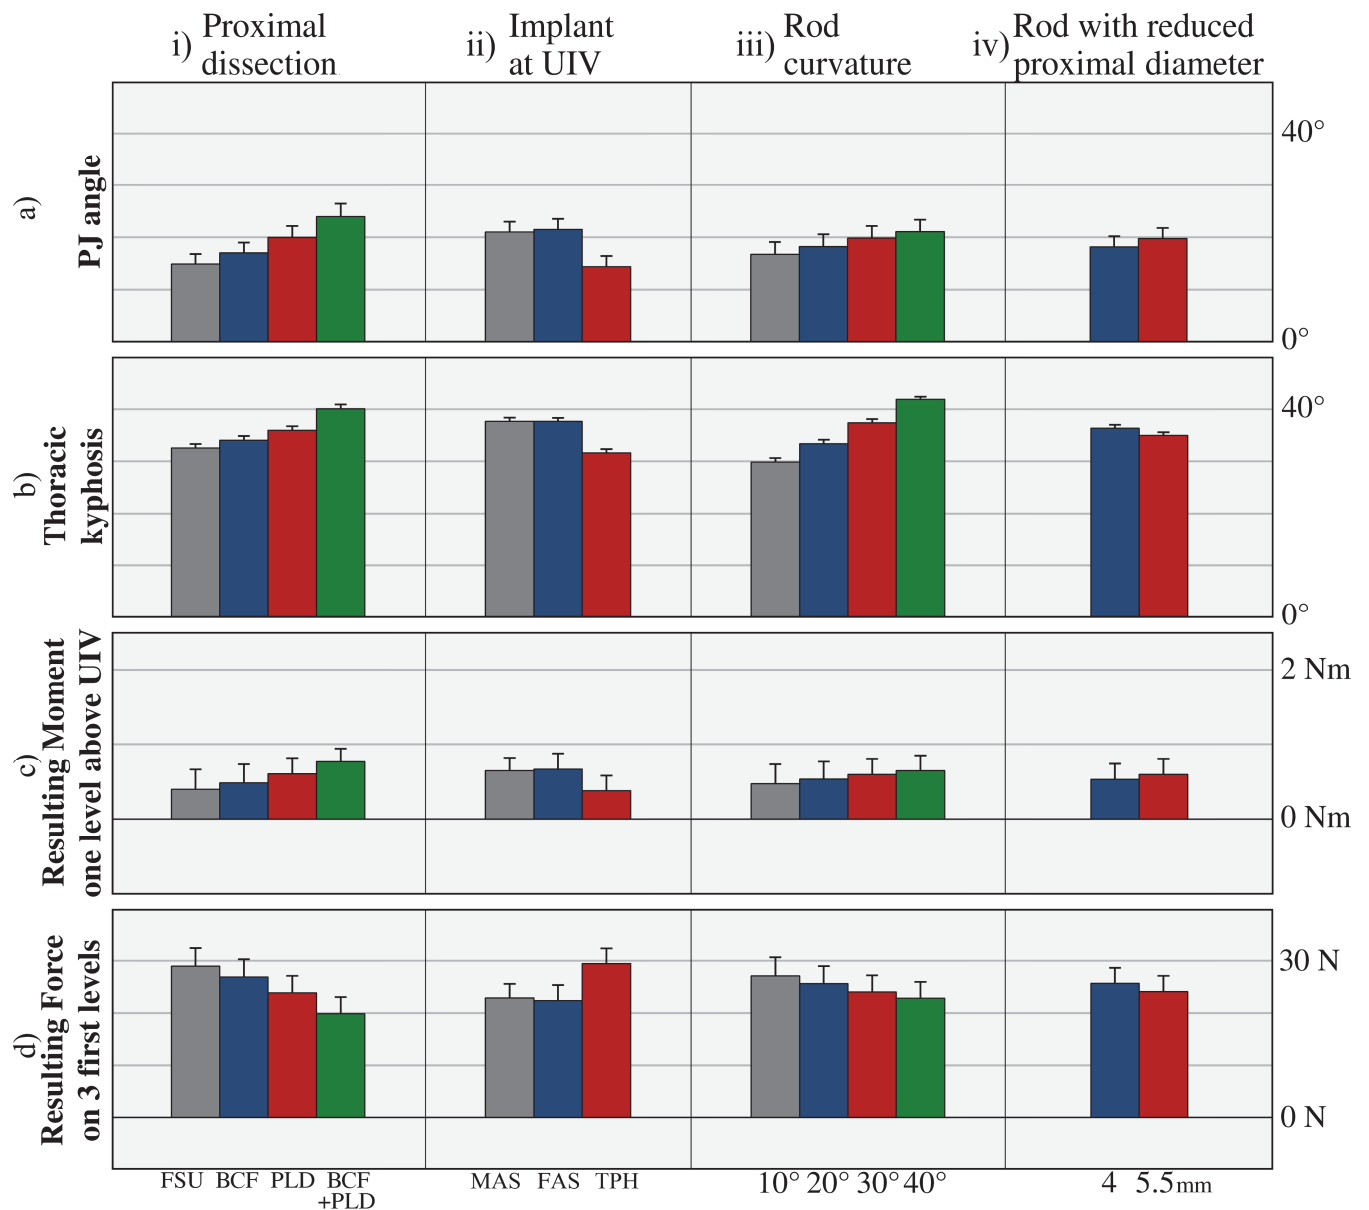 i) Proximal
dissection
ii) Implant
at UIV
iii) Rod
curvature
iv) Rod with reduced
proximal diameter
a)
PJ angle
40°
0°
b)
Thoracic
kyphosis
40°
0°
c)
Resulting Moment
one level above UIV
2 Nm
0 Nm
d)
Resulting Force
on 3 first levels
30 N
0 N
FSU BCF PLD BCF
+PLD
MAS FAS TPH
10° 20° 30° 40°
4 5.5 mm